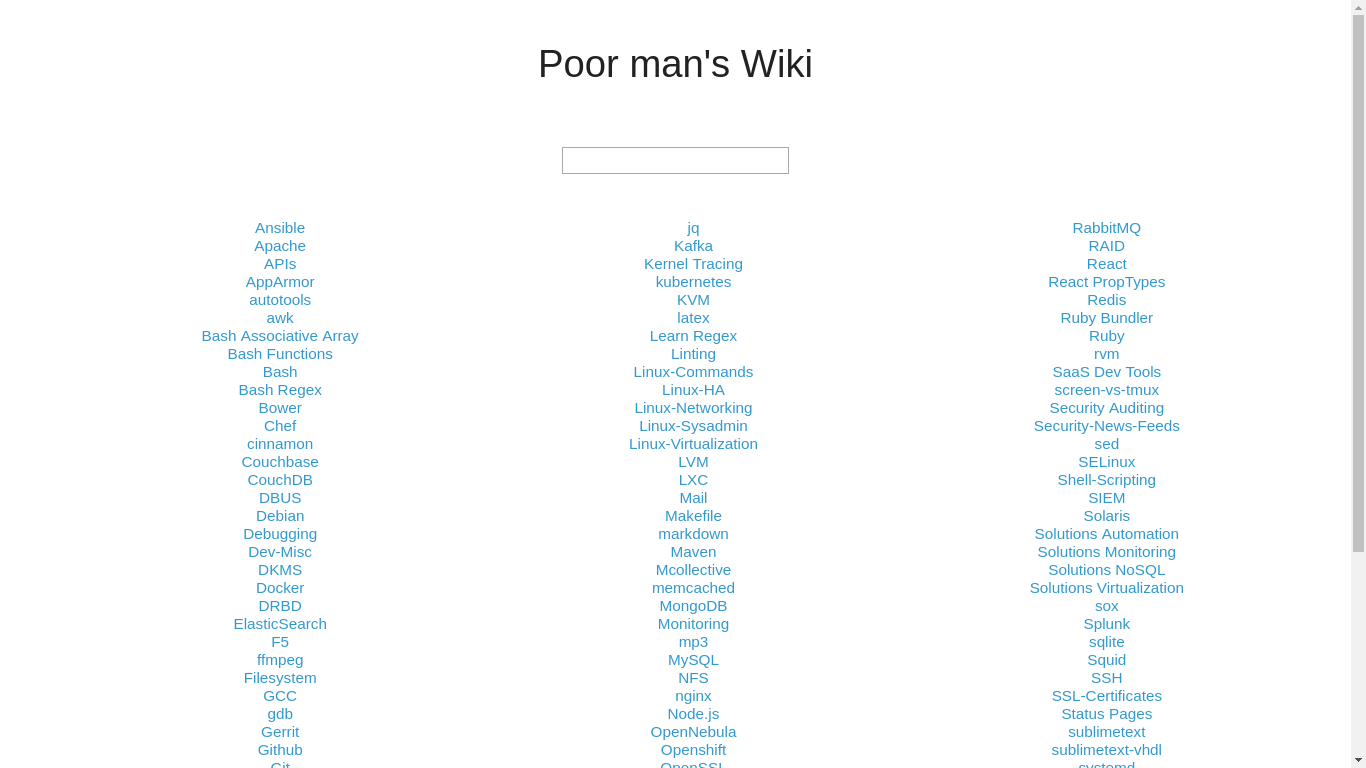 Poor man's Wiki
Ansible
Apache
APIs
AppArmor
autotools
awk
Bash Associative Array
Bash Functions
Bash
Bash Regex
Bower
Chef
cinnamon
Couchbase
CouchDB
DBUS
Debian
Debugging
Dev-Misc
DKMS
Docker
DRBD
ElasticSearch
F5
ffmpeg
Filesystem
GCC
gdb
Gerrit
Github
Git
jq
Kafka
Kernel Tracing
kubernetes
KVM
latex
Learn Regex
Linting
Linux-Commands
Linux-HA
Linux-Networking
Linux-Sysadmin
Linux-Virtualization
LVM
LXC
Mail
Makefile
markdown
Maven
Mcollective
memcached
MongoDB
Monitoring
mp3
MySQL
NFS
nginx
Node.js
OpenNebula
Openshift
OpenSSL
RabbitMQ
RAID
React
React PropTypes
Redis
Ruby Bundler
Ruby
rvm
SaaS Dev Tools
screen-vs-tmux
Security Auditing
Security-News-Feeds
sed
SELinux
Shell-Scripting
SIEM
Solaris
Solutions Automation
Solutions Monitoring
Solutions NoSQL
Solutions Virtualization
sox
Splunk
sqlite
Squid
SSH
SSL-Certificates
Status Pages
sublimetext
sublimetext-vhdl
systemd